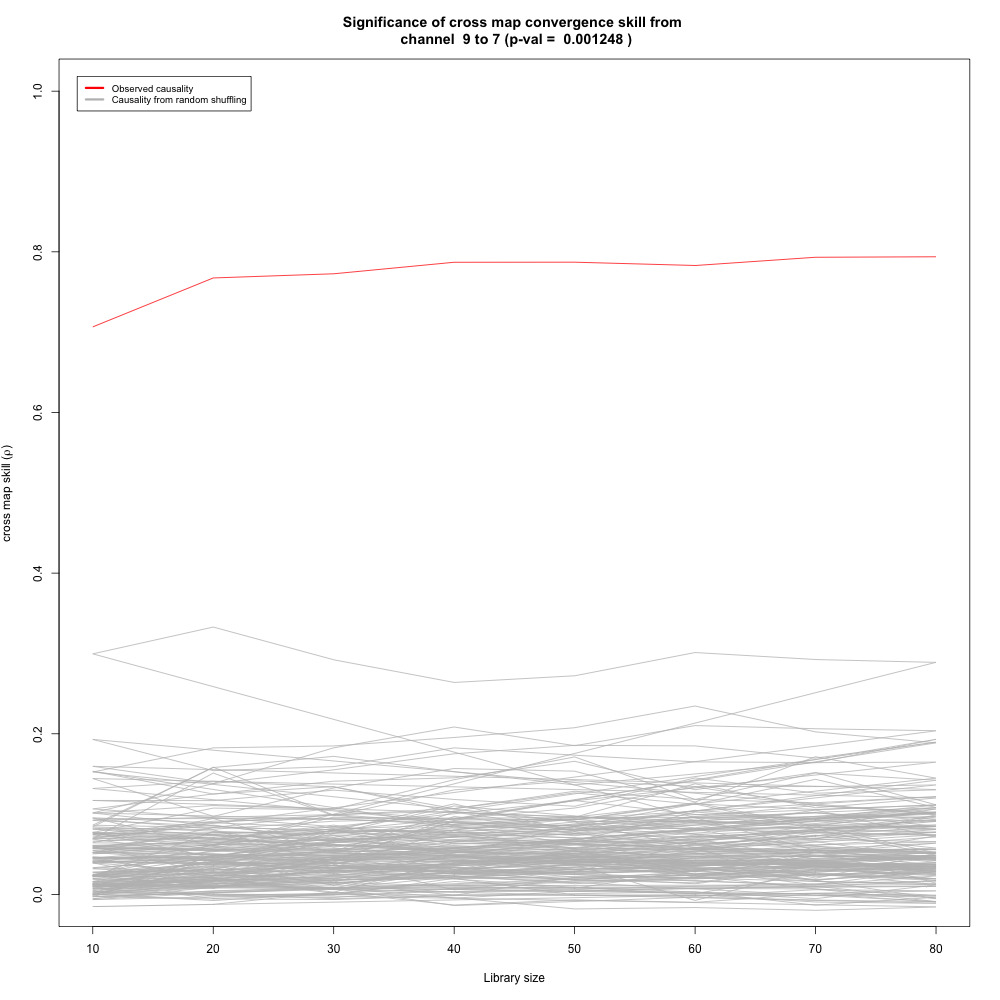 Significance of cross map convergence skill from
channel  9 to 7 (p-val =  0.001248 )
Observed causality
Causality from random shuffling
1.0
0.8
0.6
0.4
0.2
0.0
cross map skill (ρ)
10 20 30 40 50 60 70 80
Library size